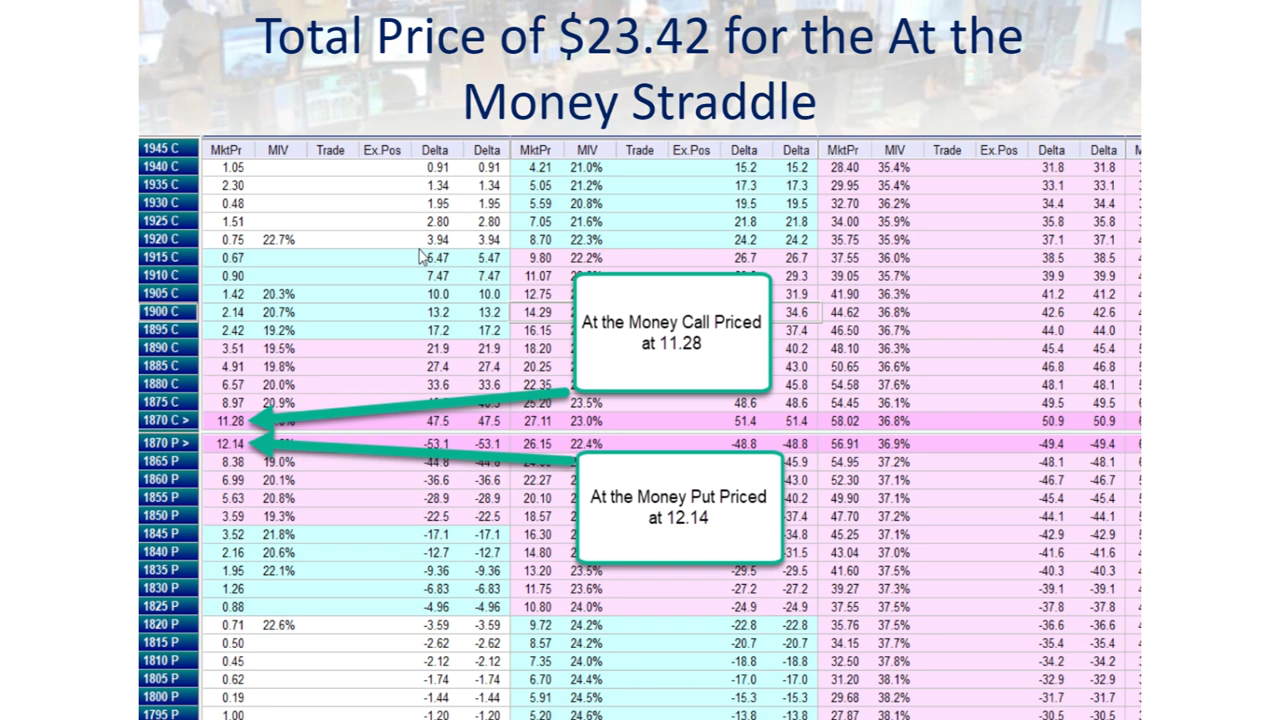 Total Price of $23.42 for the At the
Money Straddle
1945 C MktPr MIV Trade Ex.Pos Delta Delta MktPr MIV Trade Ex.Pos Delta Delta MktPr MIV Trade Ex.Pos Delta Delta
1940 C 1.05 0.91 0.91 4.21 21.0% 15.2 15.2 28.40 35.4% 31.8 31.8
1935 C 2.30 1.34 1.34 5.05 21.2% 17.3 17.3 29.95 35.4% 33.1 33.1
1930 C 0.48 1.95 1.95 5.59 20.8% 19.5 19.5 32.70 36.2% 34.4 34.4
1925 C 1.51 2.80 2.80 7.05 21.6% 21.8 21.8 34.00 35.9% 35.8 35.8
1920 C 0.75 22.7% 3.94 3.94 8.70 22.3% 24.2 24.2 35.75 35.9% 37.1 37.1
1915 C 0.67 5.47 5.47 9.80 22.2% 26.7 26.7 37.55 36.0% 38.5 38.5
1910 C 0.90 7.47 7.47 11.07 29.3 39.05 35.7% 39.9 39.9
1905 C 1.42 20.3% 10.0 10.0 12.75 31.9 41.90 36.3% 41.2 41.2
1900 C 2.14 20.7% 13.2 13.2 14.29 34.6 44.62 36.8% 42.6 42.6
1895 C 2.42 19.2% 17.2 17.2 16.15 37.4 46.50 36.7% 44.0 44.0
1890 C 3.51 19.5% 21.9 21.9 18.20 40.2 48.10 36.3% 45.4 45.4
1885 C 4.91 19.8% 27.4 27.4 20.25 43.0 50.65 36.6% 46.8 46.8
1880 C 6.57 20.0% 33.6 33.6 22.35 45.8 54.58 37.6% 48.1 48.1
1875 C 8.97 20.9% 25.20 23.5% 48.6 48.6 54.45 36.1% 49.5 49.5
1870 C > 11.28 47.5 47.5 27.11 23.0% 51.4 51.4 58.02 36.8% 50.9 50.9
At the Money Call Priced
at 11.28
1870 P > 12.14 -53.1 -53.1 26.15 22.4% -48.8 -48.8 56.91 36.9% -49.4 -49.4
1865 P 8.38 19.0% -44.8 -44.8 -45.9 54.95 37.2% -48.1 -48.1
1860 P 6.99 20.1% -36.6 -36.6 22.27 -43.0 52.30 37.1% -46.7 -46.7
1855 P 5.63 20.8% -28.9 -28.9 20.10 -40.2 49.90 37.1% -45.4 -45.4
1850 P 3.59 19.3% -22.5 -22.5 18.57 -37.4 47.70 37.2% -44.1 -44.1
1845 P 3.52 21.8% -17.1 -17.1 16.30 -34.8 45.25 37.1% -42.9 -42.9
1840 P 2.16 20.6% -12.7 -12.7 14.80 -31.5 43.04 37.0% -41.6 -41.6
1835 P 1.95 22.1% -9.36 -9.36 13.20 23.5% -29.5 -29.5 41.60 37.5% -40.3 -40.3
1830 P 1.26 -6.83 -6.83 11.75 23.6% -27.2 -27.2 39.27 37.3% -39.1 -39.1
1825 P 0.88 -4.96 -4.96 10.80 24.0% -24.9 -24.9 37.55 37.5% -37.8 -37.8
1820 P 0.71 22.6% -3.59 -3.59 9.72 24.2% -22.8 -22.8 35.76 37.5% -36.6 -36.6
1815 P 0.50 -2.62 -2.62 8.57 24.2% -20.7 -20.7 34.15 37.7% -35.4 -35.4
1810 P 0.45 -2.12 -2.12 7.35 24.0% -18.8 -18.8 32.50 37.8% -34.2 -34.2
1805 P 0.62 -1.74 -1.74 6.70 24.4% -17.0 -17.0 31.20 38.1% -32.9 -32.9
1800 P 0.19 -1.44 -1.44 5.91 24.5% -15.3 -15.3 29.68 38.2% -31.7 -31.7
1795 P 1.00 -1.20 -1.20 5.20 24.6% -13.8 -13.8 27.87 38.1% -30.5 -30.5
At the Money Put Priced
at 12.14